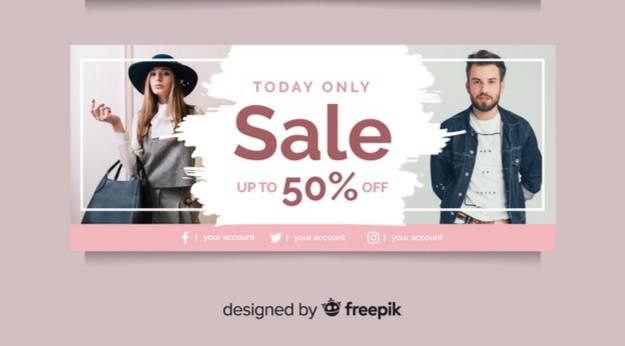 TODAY ONLY
Sale
UP TO 50% OFF
your account
your account
your account
designed by freepik